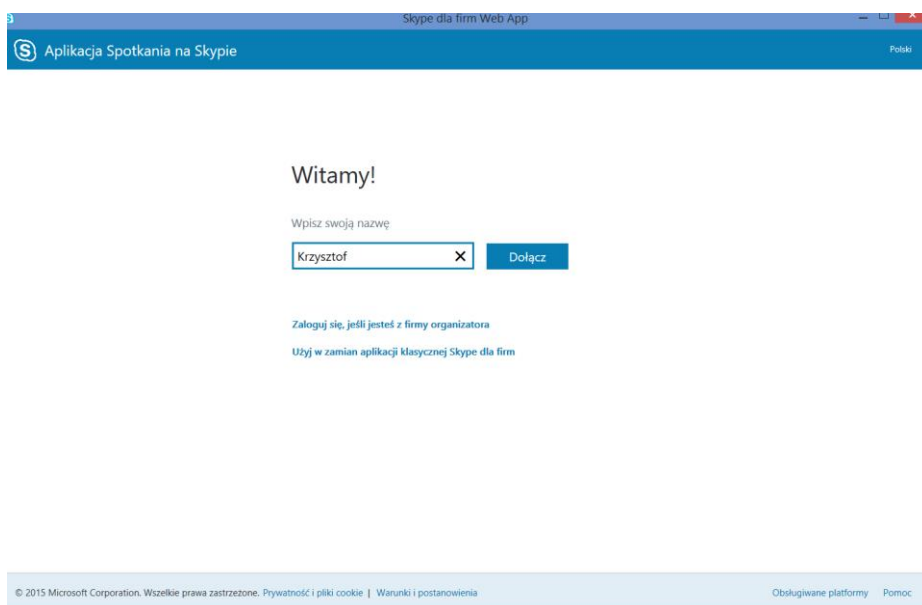 Skype dla firm Web App
Aplikacja Spotkania na Skypie
Polski
Witamy!
Wpisz swoją nazwę
Krzysztof
Dołącz
Zaloguj się, jeśli jesteś z firmy organizatora
Użyj w zamian aplikacji klasycznej Skype dla firm
© 2015 Microsoft Corporation. Wszelkie prawa zastrzeżone. Prywatność i pliki cookie | Warunki i postanowienia Obsługiwane platformy Pomoc